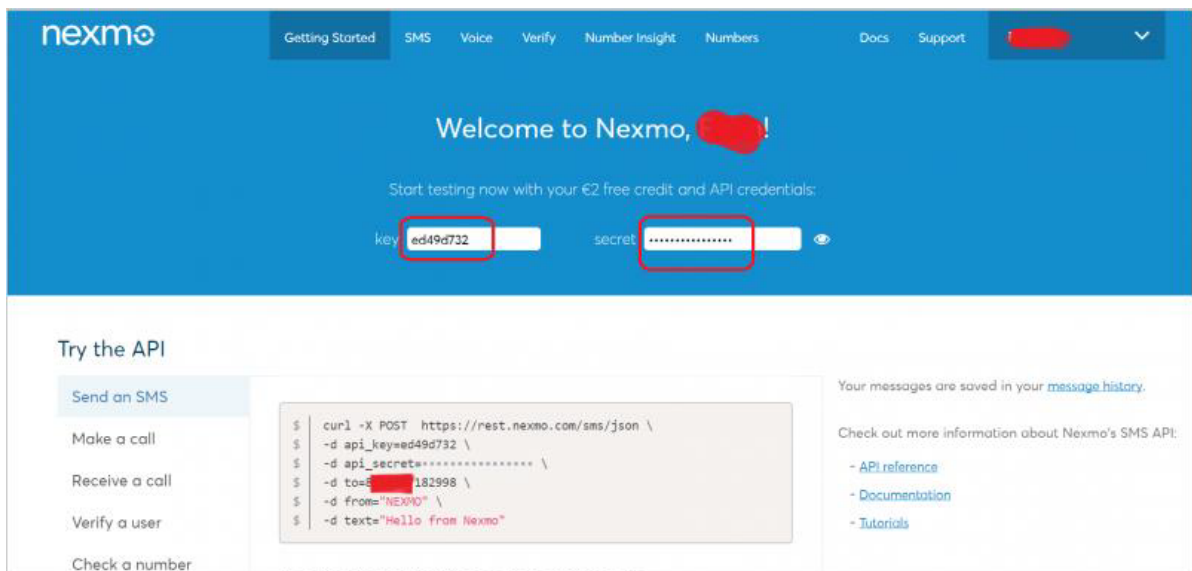 nexmo
Getting Started SMS Voice Verify Number Insight Numbers Docs Support
Welcome to Nexmo, !
Start testing now with your €2 free credit and API credentials:
key ed49d732 secret ••••••••••••••••
Try the API
Send an SMS
Make a call
Receive a call
Verify a user
Check a number
$ curl -X POST https://rest.nexmo.com/sms/json \
$ -d api_key=ed49d732 \
$ -d api_secret=•••••••••••••••• \
$ -d to=8 182998 \
$ -d from="NEXMO" \
$ -d text="Hello from Nexmo"
Your messages are saved in your message history.
Check out more information about Nexmo's SMS API:
- API reference
- Documentation
- Tutorials